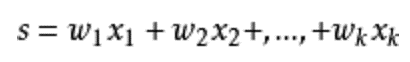 s = w₁x₁ + w₂x₂+,...,+wₖxₖ